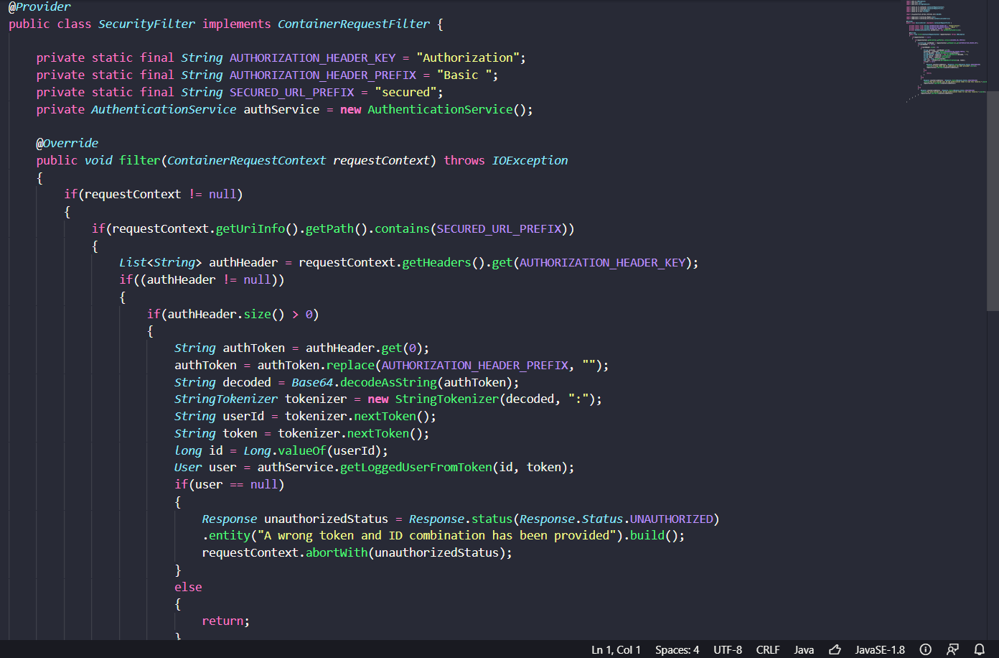 @Provider
public class SecurityFilter implements ContainerRequestFilter {
private static final String AUTHORIZATION_HEADER_KEY = "Authorization";
private static final String AUTHORIZATION_HEADER_PREFIX = "Basic ";
private static final String SECURED_URL_PREFIX = "secured";
private AuthenticationService authService = new AuthenticationService();
@Override
public void filter(ContainerRequestContext requestContext) throws IOException
{
if(requestContext != null)
{
if(requestContext.getUriInfo().getPath().contains(SECURED_URL_PREFIX))
{
List<String> authHeader = requestContext.getHeaders().get(AUTHORIZATION_HEADER_KEY);
if((authHeader != null))
{
if(authHeader.size() > 0)
{
String authToken = authHeader.get(0);
authToken = authToken.replace(AUTHORIZATION_HEADER_PREFIX, "");
String decoded = Base64.decodeAsString(authToken);
StringTokenizer tokenizer = new StringTokenizer(decoded, ":");
String userId = tokenizer.nextToken();
String token = tokenizer.nextToken();
long id = Long.valueOf(userId);
User user = authService.getLoggedUserFromToken(id, token);
if(user == null)
{
Response unauthorizedStatus = Response.status(Response.Status.UNAUTHORIZED)
.entity("A wrong token and ID combination has been provided").build();
requestContext.abortWith(unauthorizedStatus);
}
else
{
return;
}
Ln 1, Col 1 Spaces: 4 UTF-8 CRLF Java JavaSE-1.8